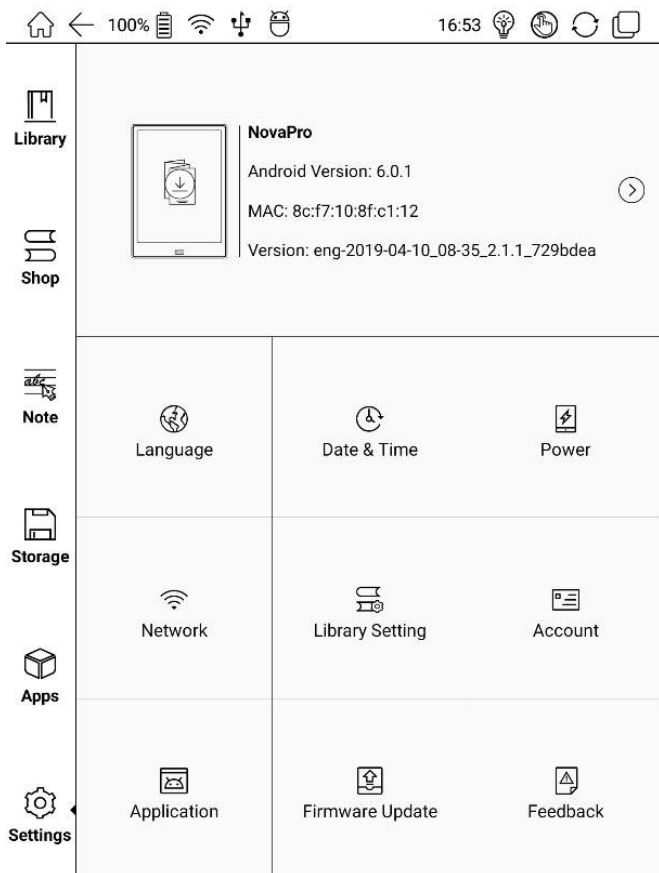 100% 16:53
Library
Shop
abc
Note
Storage
Apps
Settings
NovaPro
Android Version: 6.0.1
MAC: 8c:f7:10:8f:c1:12
Version: eng-2019-04-10_08-35_2.1.1_729bdea
Language Date & Time Power
Network Library Setting Account
Application Firmware Update Feedback